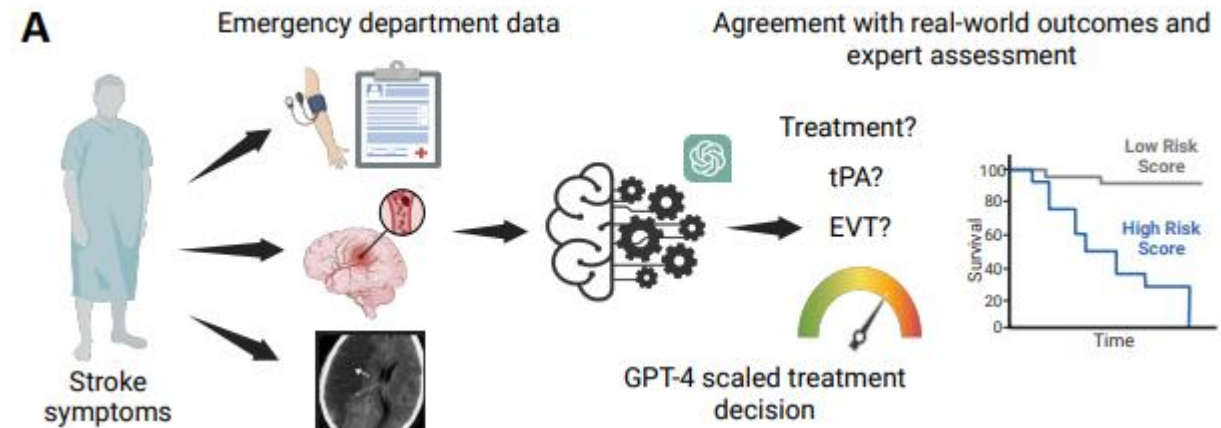 A
Emergency department data
Agreement with real-world outcomes and
expert assessment
Stroke
symptoms
Treatment?
tPA?
EVT?
GPT-4 scaled treatment
decision
Survival
100
80
60
40
20
0
Low Risk
Score
High Risk
Score
Time